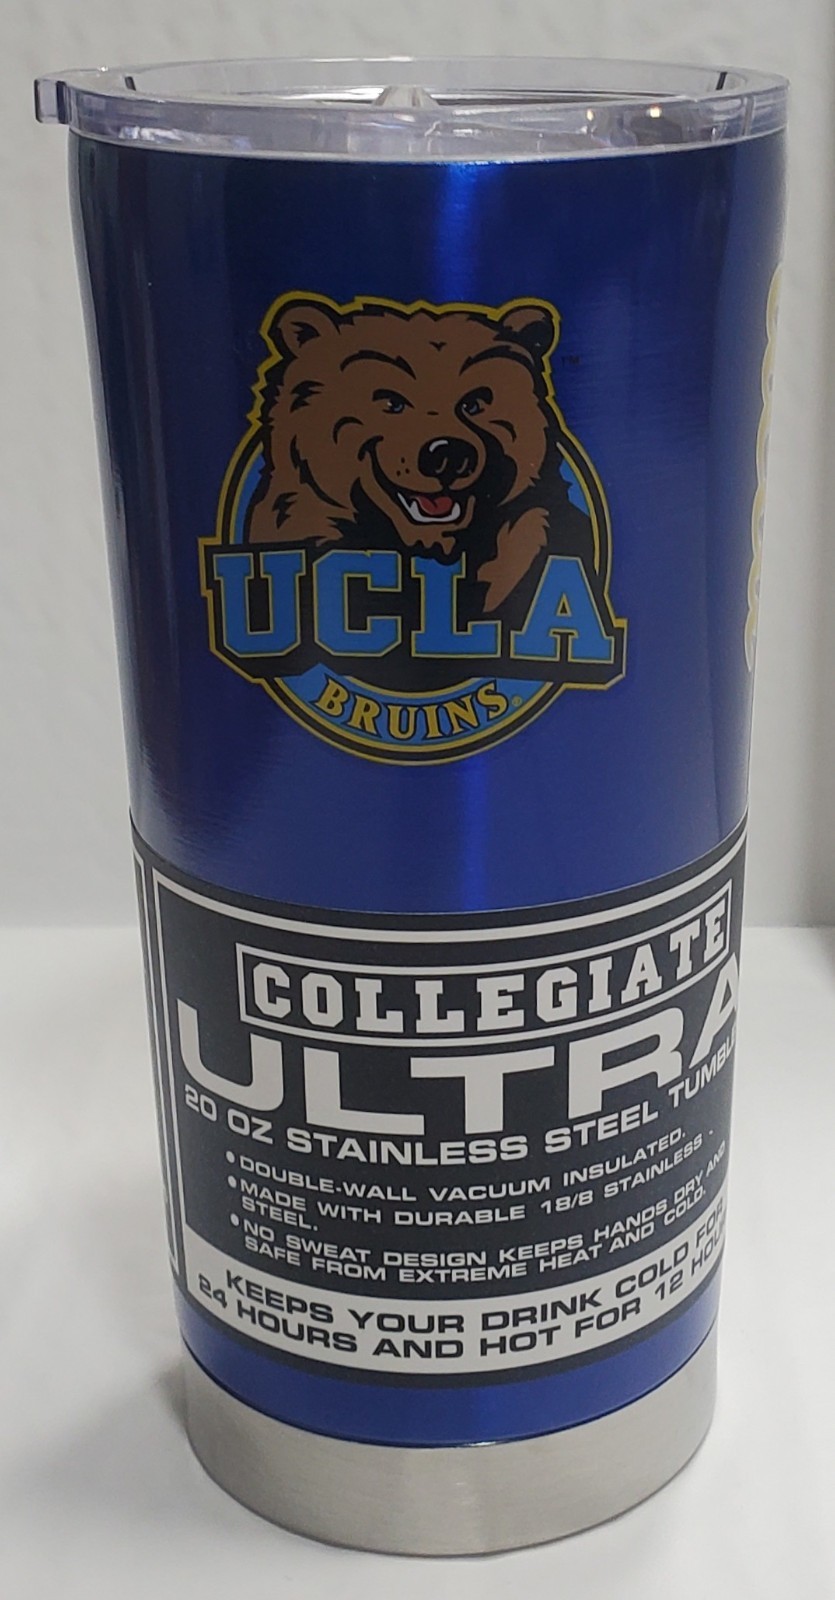 ™
UCLA
BRUINS®
COLLEGIATE
ULTRA
20 OZ STAINLESS STEEL
• DOUBLE-WALL VACUUM INSULATED.
• MADE WITH DURABLE 18/8 STAINLESS -
STEEL.
• NO SWEAT DESIGN KEEPS HANDS DRY AND
SAFE FROM EXTREME HEAT AND COLD.
KEEPS YOUR DRINK COLD FOR
24 HOURS AND HOT FOR 12